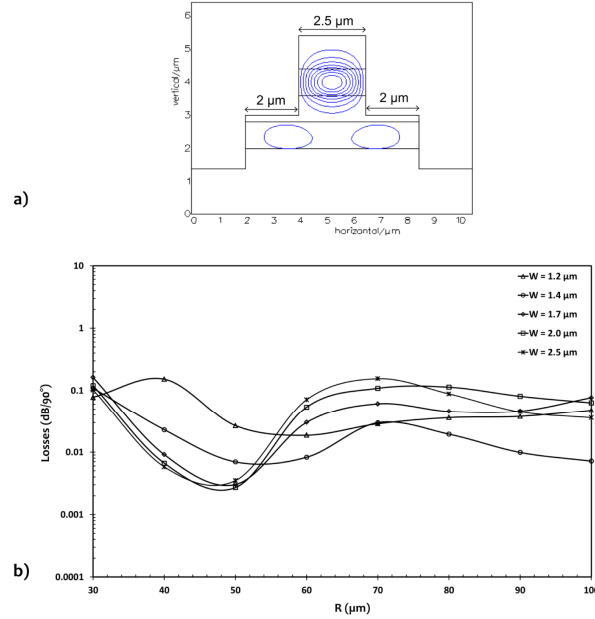 2.5 µm
2 µm
2 µm
6
5
4
3
2
1
0
vertical/µm
0 1 2 3 4 5 6 7 8 9 10
horizontal/µm
a)
10
1
0.1
0.01
0.001
0.0001
Losses (dB/90°)
W = 1.2 µm
W = 1.4 µm
W = 1.7 µm
W = 2.0 µm
W = 2.5 µm
30 40 50 60 70 80 90 100
R (µm)
b)